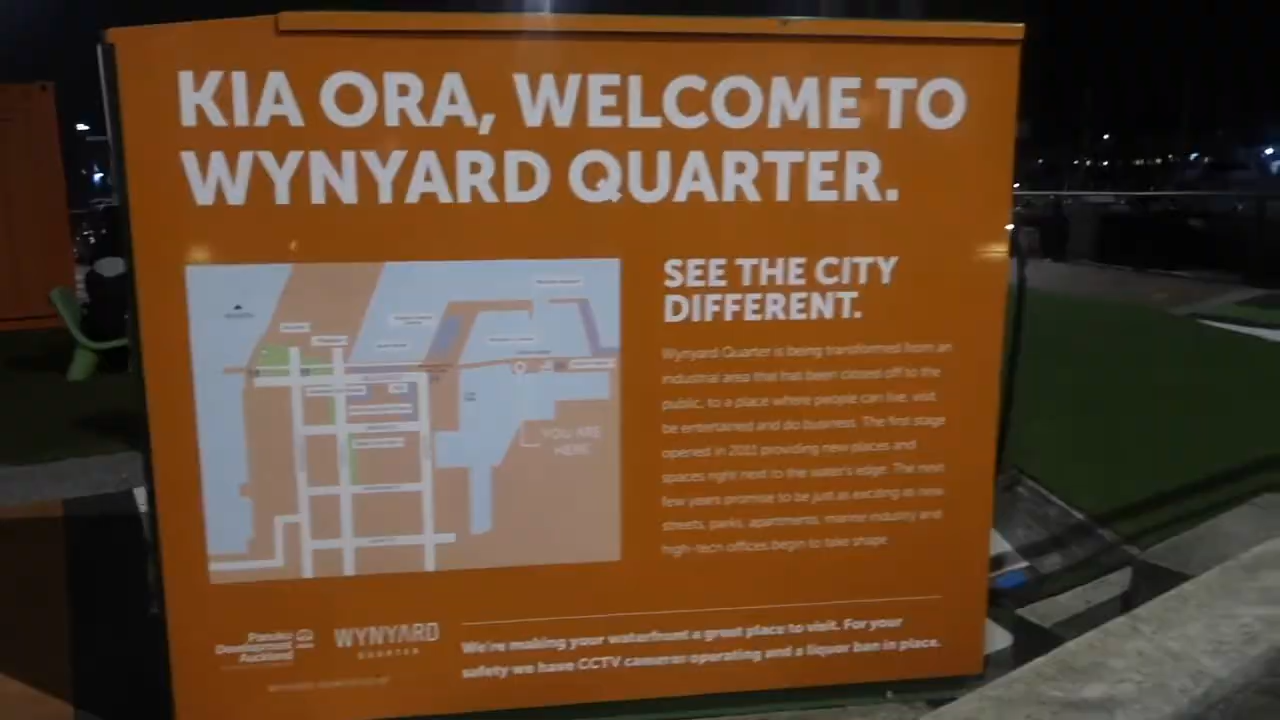 KIA ORA, WELCOME TO
WYNYARD QUARTER.
SEE THE CITY
DIFFERENT.
Wynyard Quarter is being transformed from an
industrial area that has been closed off to the
public, to a place where people can live, visit
be entertained and do business. The first stage
opened in 2011 providing new places and
spaces right next to the water's edge. The next
few years promise to be just as exciting as new
streets, parks, apartments, marine industry and
high-tech offices begin to take shape
YOU ARE
HERE
Panuku
Development
Auckland
WYNYARD
QUARTER
We're making your waterfront a great place to visit. For your
safety we have CCTV cameras operating and a liquor ban in place.